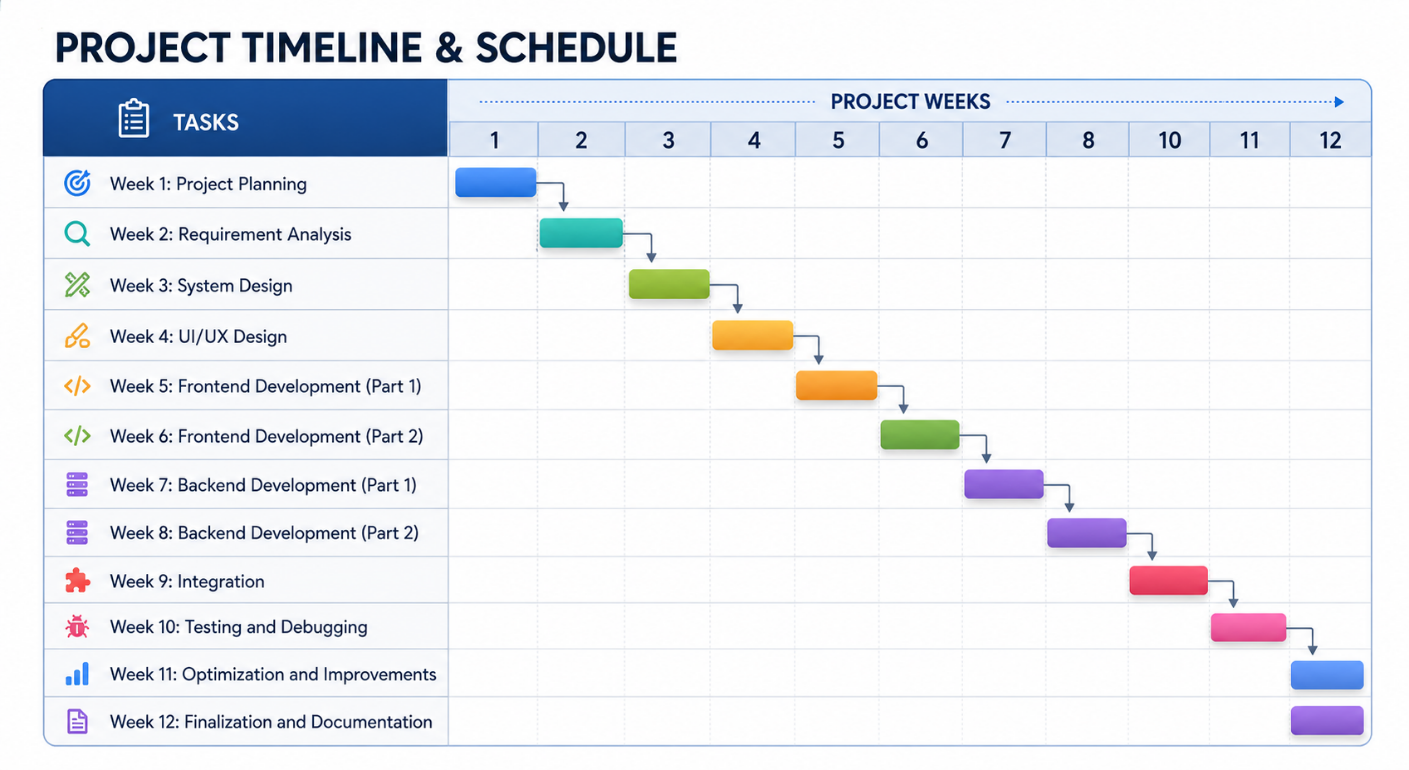 PROJECT TIMELINE & SCHEDULE
TASKS
PROJECT WEEKS
1 2 3 4 5 6 7 8 10 11 12
Week 1: Project Planning
Week 2: Requirement Analysis
Week 3: System Design
Week 4: UI/UX Design
Week 5: Frontend Development (Part 1)
Week 6: Frontend Development (Part 2)
Week 7: Backend Development (Part 1)
Week 8: Backend Development (Part 2)
Week 9: Integration
Week 10: Testing and Debugging
Week 11: Optimization and Improvements
Week 12: Finalization and Documentation